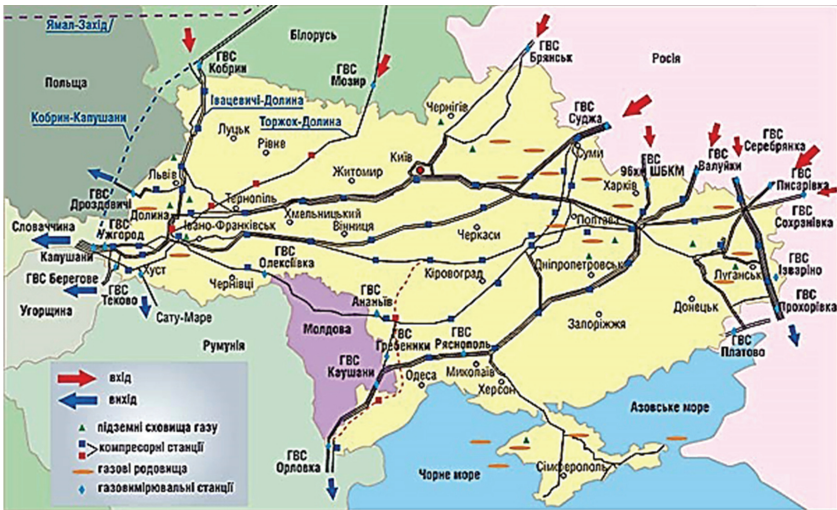 Ямал-Захід
Білорусь
Росія
Польща
ГВС
Кобрин
ГВС
Мозир
ГВС
Брянськ
Кобрин-Капушани
Івацевичі-Долина
Торжок-Долина
Чернігів
ГВС
Суджа
ГВС
Серебрянка
Луцьк
Рівне
Житомир
Київ
Суми
ГВС
96км ШБКМ
ГВС
Валуйки
ГВС
Писарівка
Львів
Харків
ГВС
Дроздовичі
Тернопіль
ГВС
Сохранівка
Словаччина
Долина
Івано-Франківськ
Хмельницький
Вінниця
Черкаси
Полтава
ГВС
Ужгород
Капушани
Хуст
ГВС
Олексіївка
Кіровоград
Дніпропетровськ
Луганськ
ГВС
Ізваріно
ГВС Берегове
ГВС
Теково
Чернівці
ГВС
Ананьїв
Донецьк
ГВС
Прохорівка
Угорщина
Сату-Маре
Молдова
ГВС
Гребеники
ГВС
Рясполь
Запоріжжя
Румунія
ГВС
Каушани
Одеса
Миколаїв
Херсон
ГВС
Платово
вхід
вихід
підземні сховища газу
компресорні станції
газові родовища
газовимірювальні станції
ГВС
Орловка
Азовське море
Чорне море
Сімферополь